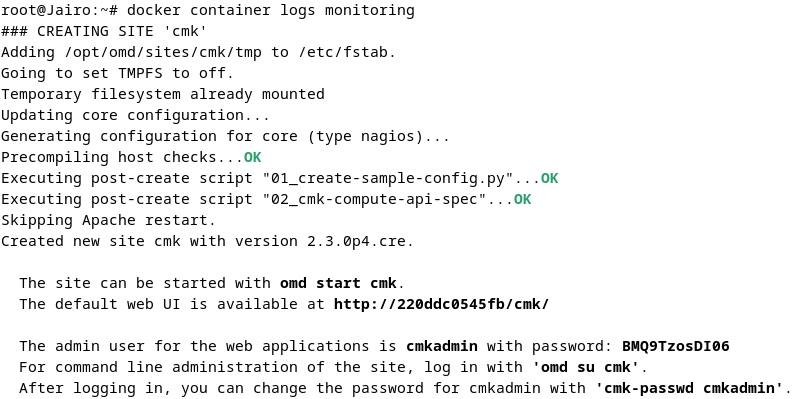 root@Jairo:~# docker container logs monitoring
### CREATING SITE 'cmk'
Adding /opt/omd/sites/cmk/tmp to /etc/fstab.
Going to set TMPFS to off.
Temporary filesystem already mounted
Updating core configuration...
Generating configuration for core (type nagios)...
Precompiling host checks...OK
Executing post-create script "01_create-sample-config.py"...OK
Executing post-create script "02_cmk-compute-api-spec"...OK
Skipping Apache restart.
Created new site cmk with version 2.3.0p4.cre.

  The site can be started with omd start cmk.
  The default web UI is available at http://220ddc0545fb/cmk/

  The admin user for the web applications is cmkadmin with password: BMQ9TzosDI06
  For command line administration of the site, log in with 'omd su cmk'.
  After logging in, you can change the password for cmkadmin with 'cmk-passwd cmkadmin'.